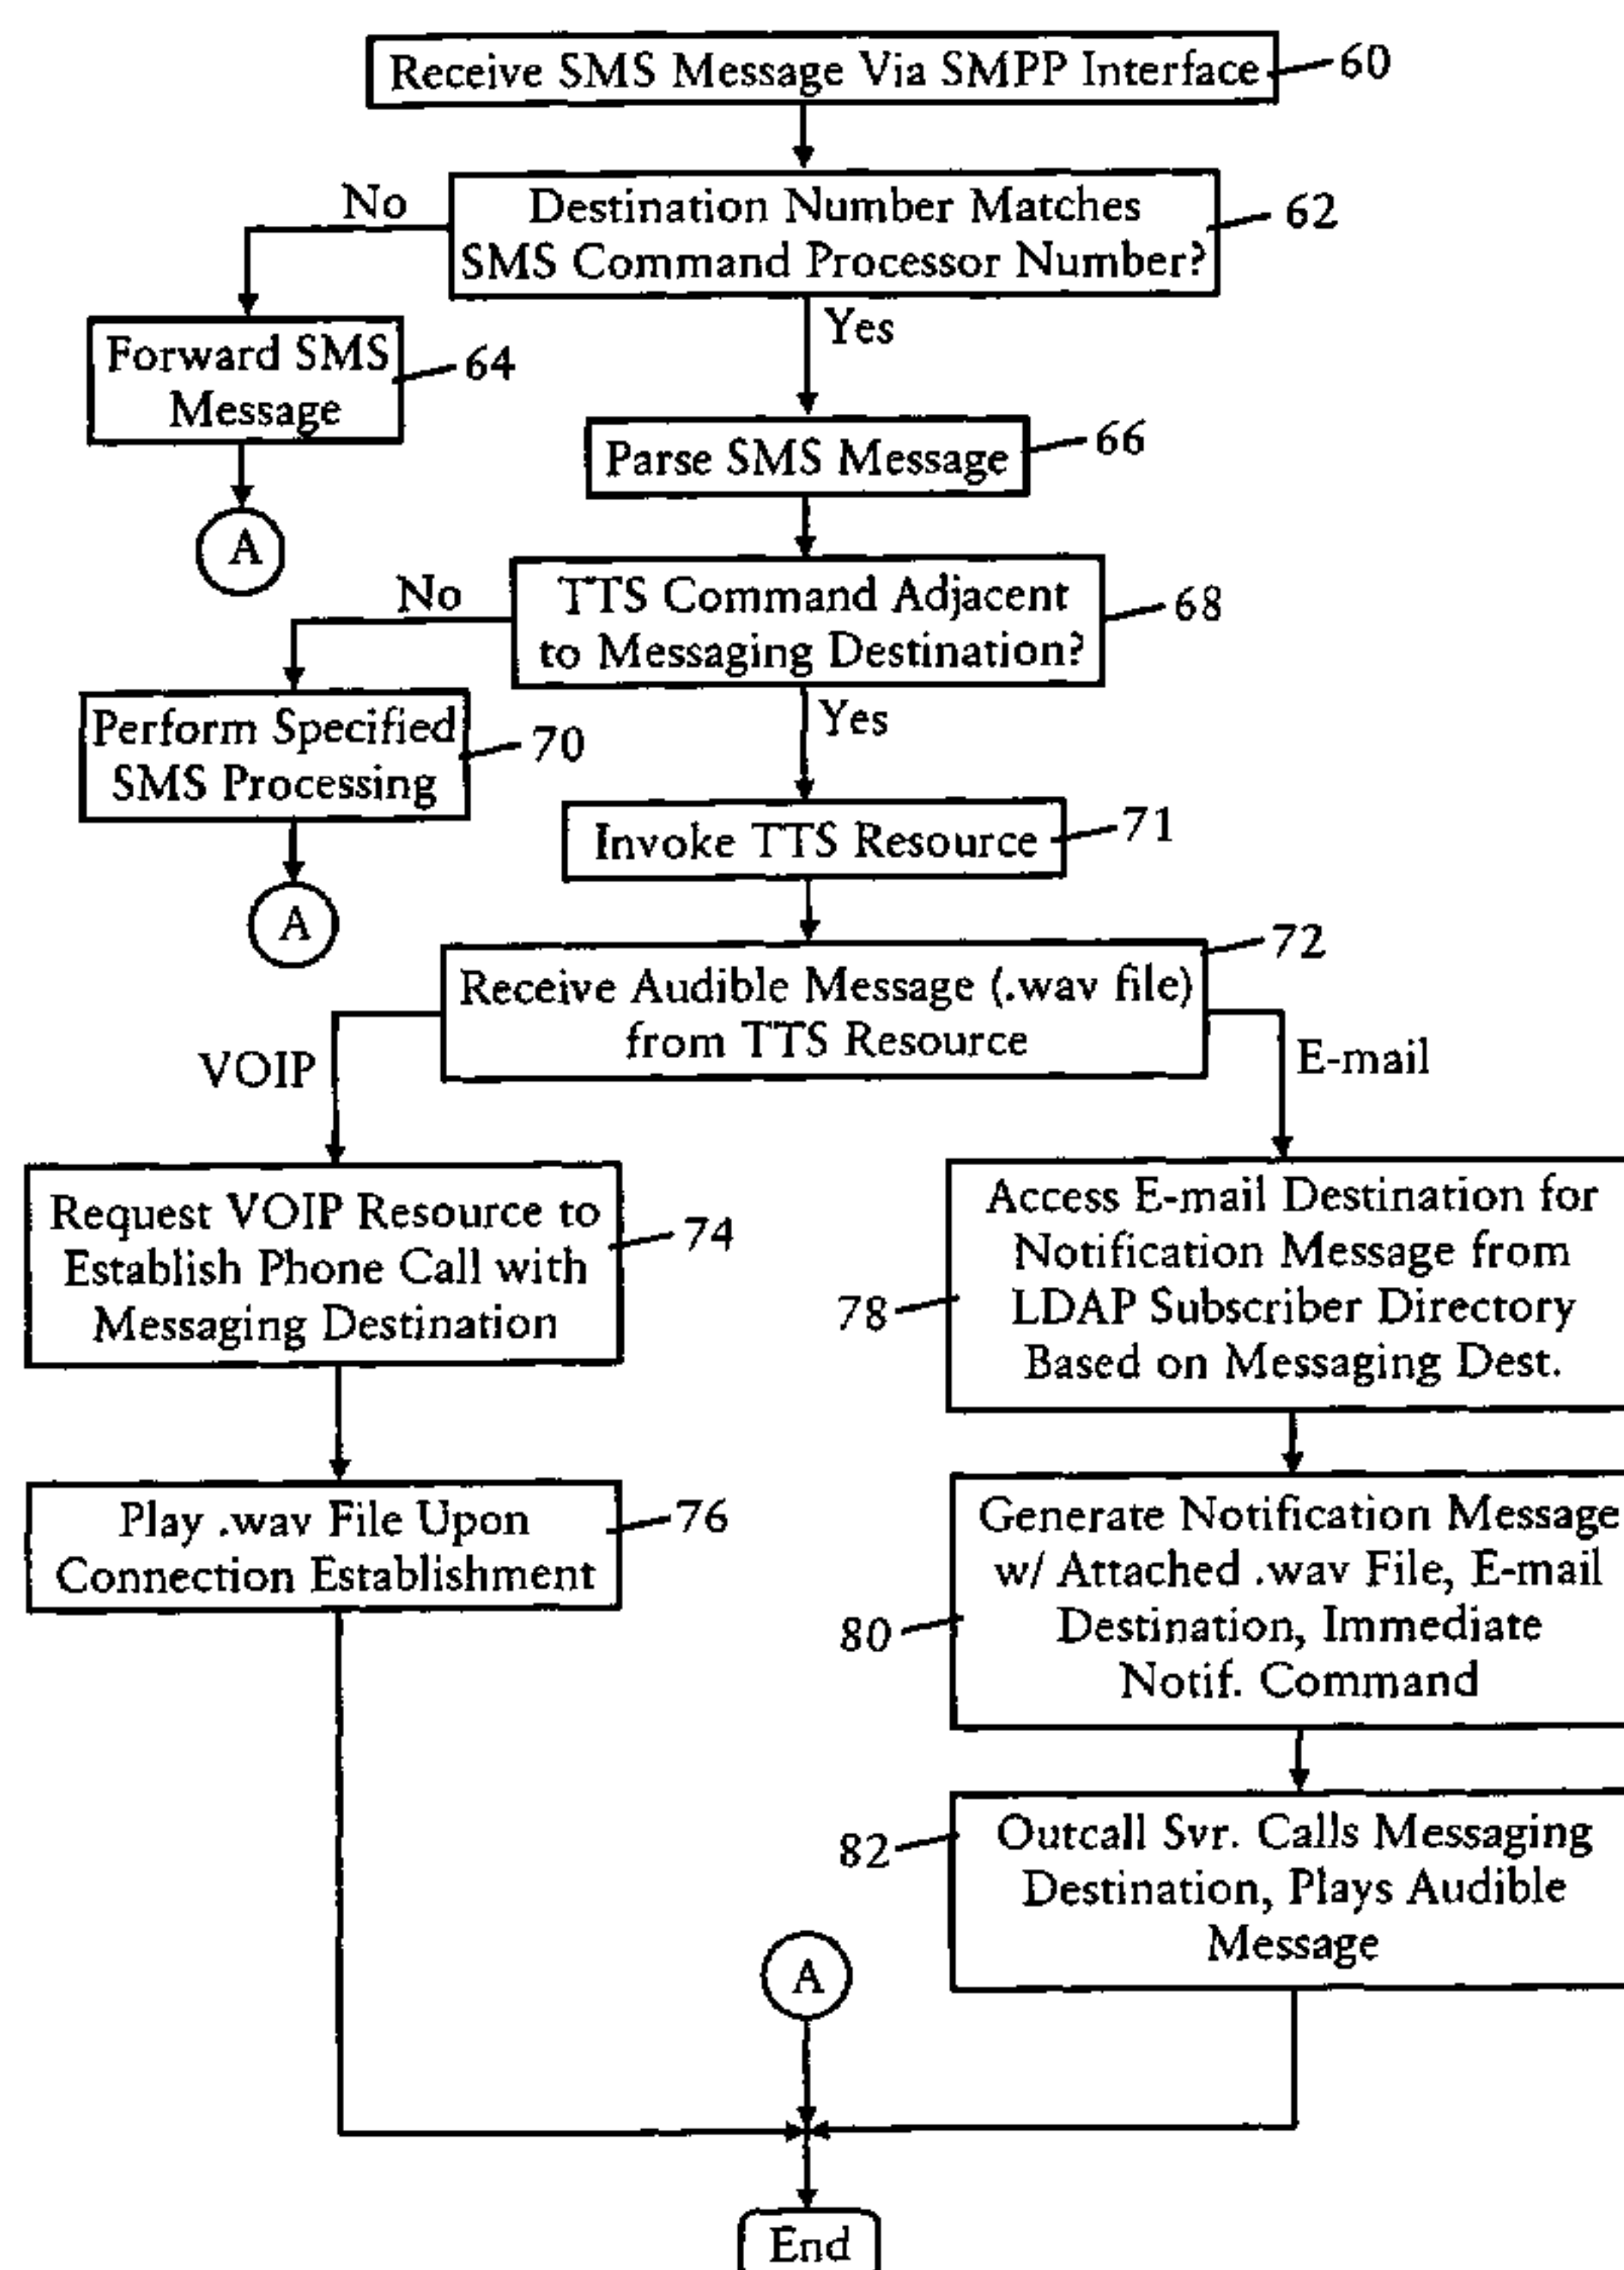 Receive SMS Message Via SMPP Interface
60
Destination Number Matches
SMS Command Processor Number?
62
No
Yes
Forward SMS
Message
64
A
Parse SMS Message
66
TTS Command Adjacent
to Messaging Destination?
68
No
Yes
Perform Specified
SMS Processing
70
A
Invoke TTS Resource
71
Receive Audible Message (.wav file)
from TTS Resource
72
VOIP
E-mail
Request VOIP Resource to
Establish Phone Call with
Messaging Destination
74
Access E-mail Destination for
Notification Message from
LDAP Subscriber Directory
Based on Messaging Dest.
78
Play .wav File Upon
Connection Establishment
76
Generate Notification Message
w/ Attached .wav File, E-mail
Destination, Immediate
Notif. Command
80
Outcall Svr. Calls Messaging
Destination, Plays Audible
Message
82
A
End